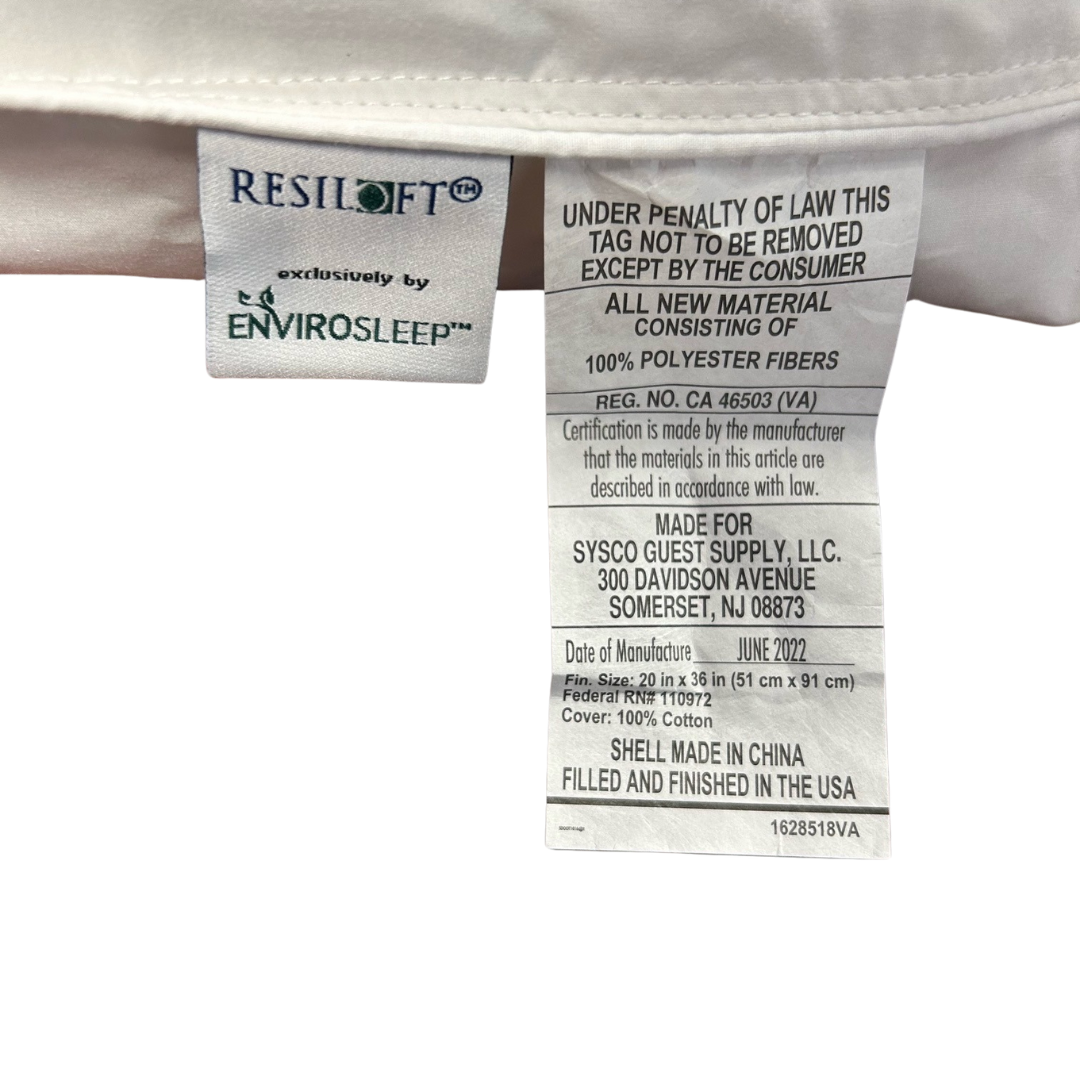 RESILOFT™
exclusively by
ENVIROSLEEP™
UNDER PENALTY OF LAW THIS
TAG NOT TO BE REMOVED
EXCEPT BY THE CONSUMER
ALL NEW MATERIAL
CONSISTING OF
100% POLYESTER FIBERS
REG. NO. CA 46503 (VA)
Certification is made by the manufacturer
that the materials in this article are
described in accordance with law.
MADE FOR
SYSCO GUEST SUPPLY, LLC.
300 DAVIDSON AVENUE
SOMERSET, NJ 08873
Date of Manufacture JUNE 2022
Fin. Size: 20 in x 36 in (51 cm x 91 cm)
Federal RN# 110972
Cover: 100% Cotton
SHELL MADE IN CHINA
FILLED AND FINISHED IN THE USA
1628518VA